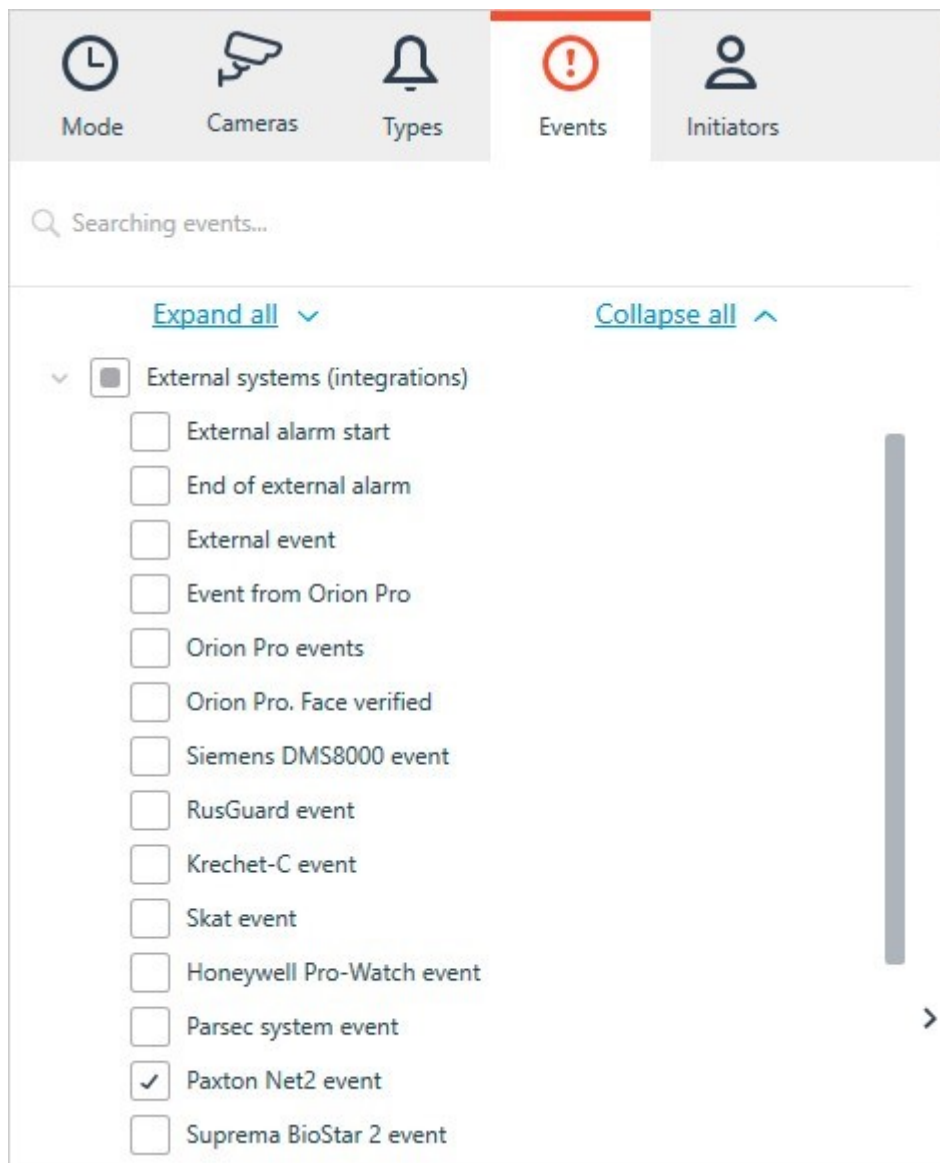 Mode Cameras Types Events Initiators
Searching events...
Expand all Collapse all
External systems (integrations)
External alarm start
End of external alarm
External event
Event from Orion Pro
Orion Pro events
Orion Pro. Face verified
Siemens DMS8000 event
RusGuard event
Krechet-C event
Skat event
Honeywell Pro-Watch event
Parsec system event
Paxton Net2 event
Suprema BioStar 2 event